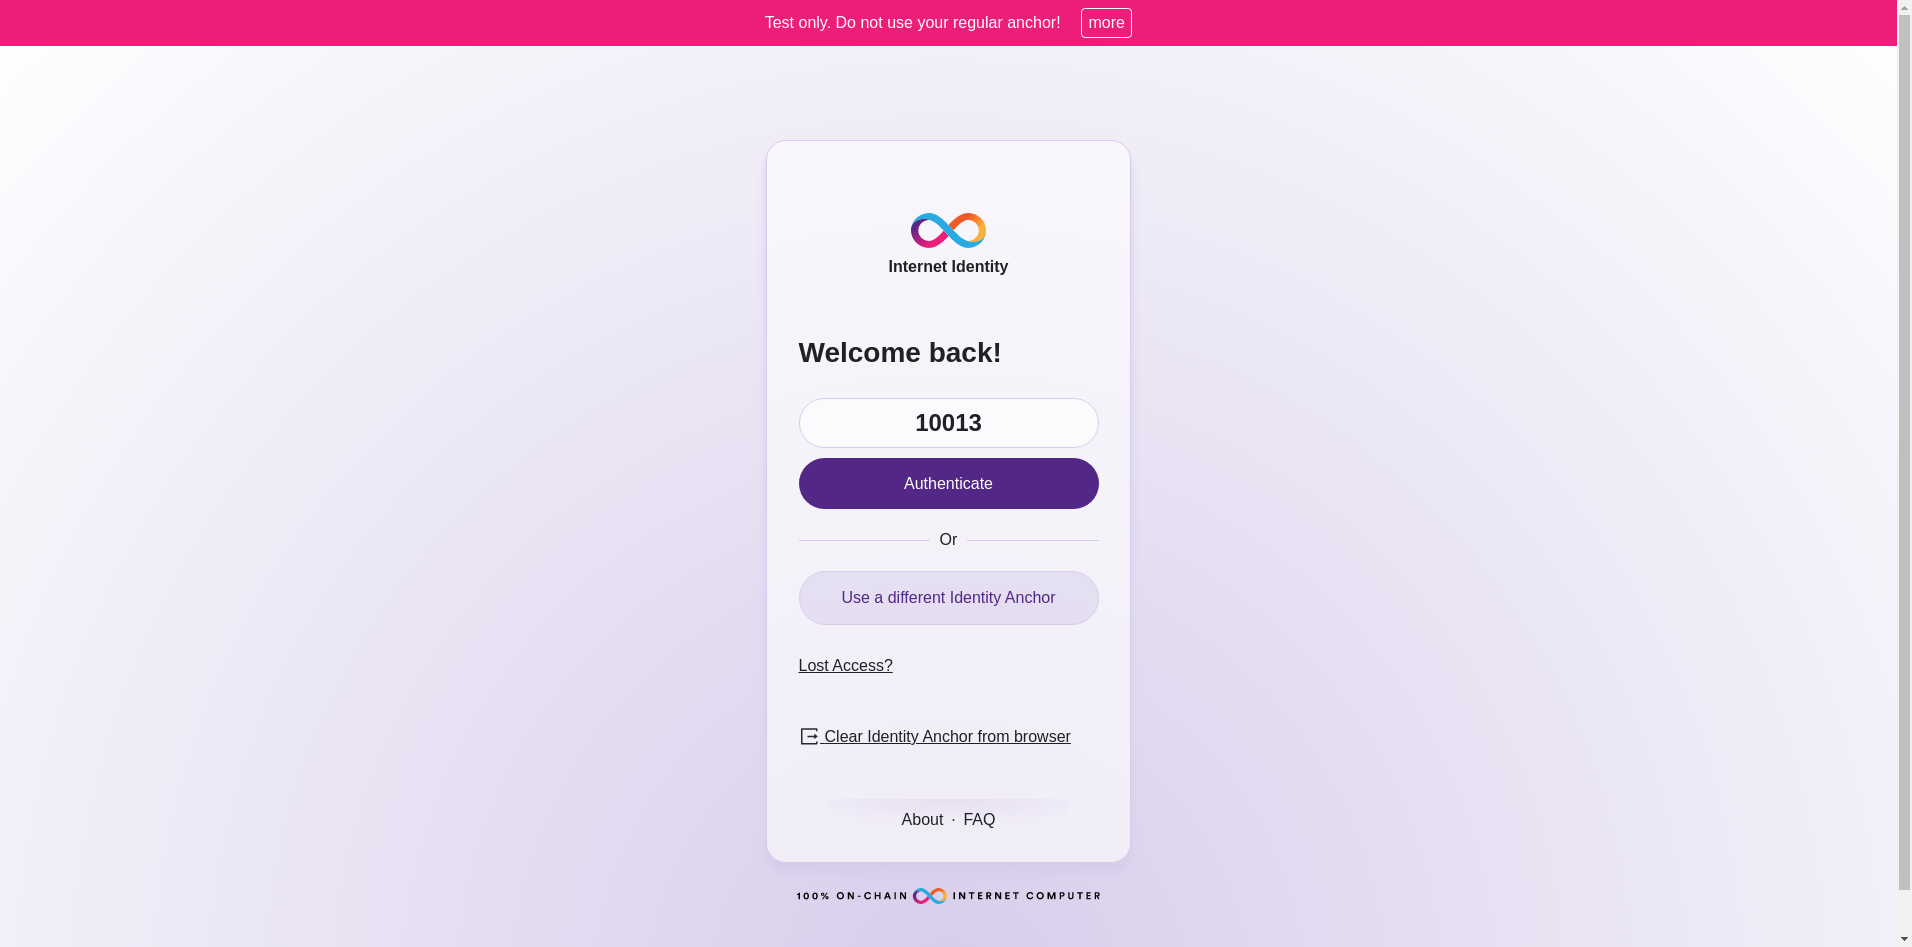 Test only. Do not use your regular anchor! more
Internet Identity
Welcome back!
10013
Authenticate
Or
Use a different Identity Anchor
Lost Access?
Clear Identity Anchor from browser
About · FAQ
100% ON-CHAIN INTERNET COMPUTER